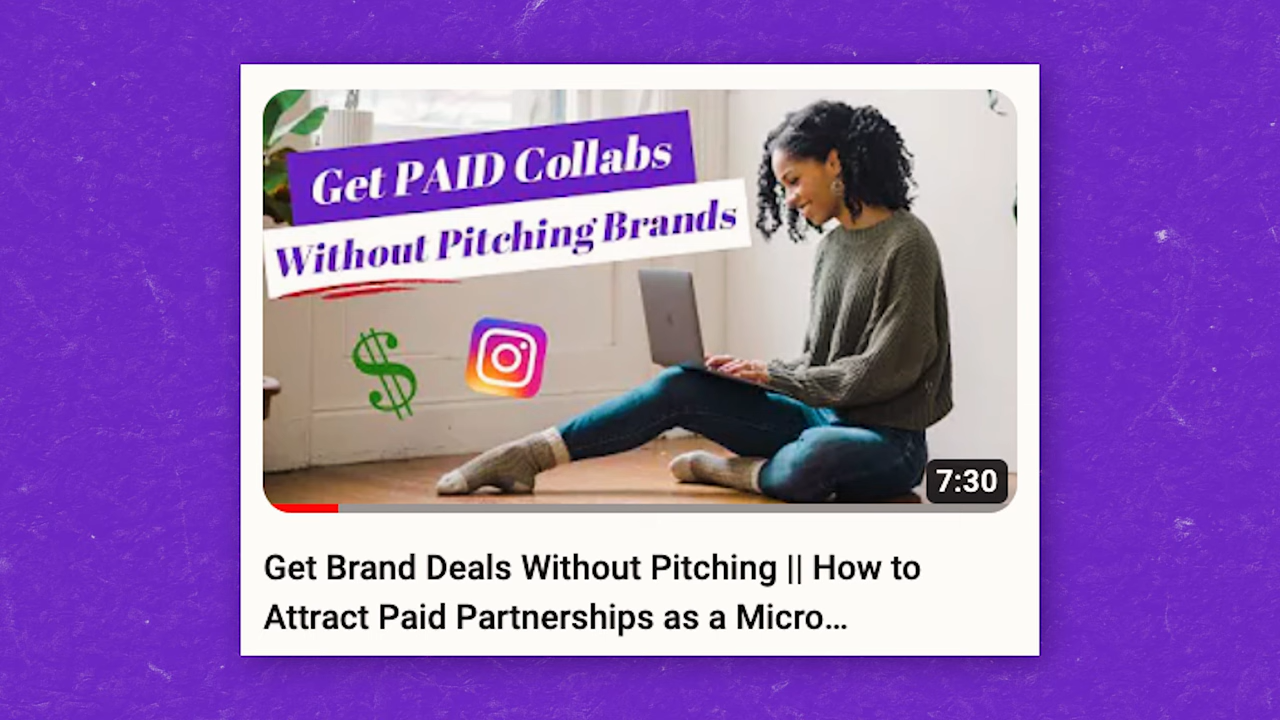 Get PAID Collabs
Without Pitching Brands
$
7:30
Get Brand Deals Without Pitching || How to
Attract Paid Partnerships as a Micro...